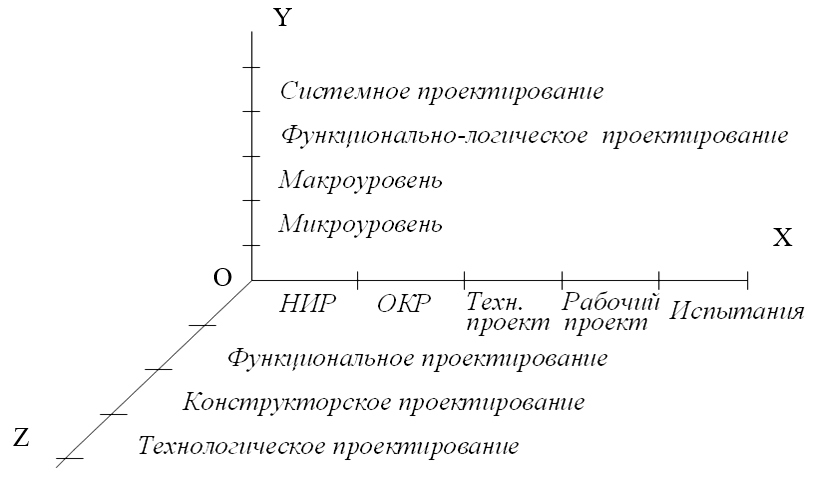 Y
Системное проектирование
Функционально-логическое проектирование
Макроуровень
Микроуровень
X
O
НИР ОКР Техн. проект Рабочий проект Испытания
Функциональное проектирование
Конструкторское проектирование
Z
Технологическое проектирование